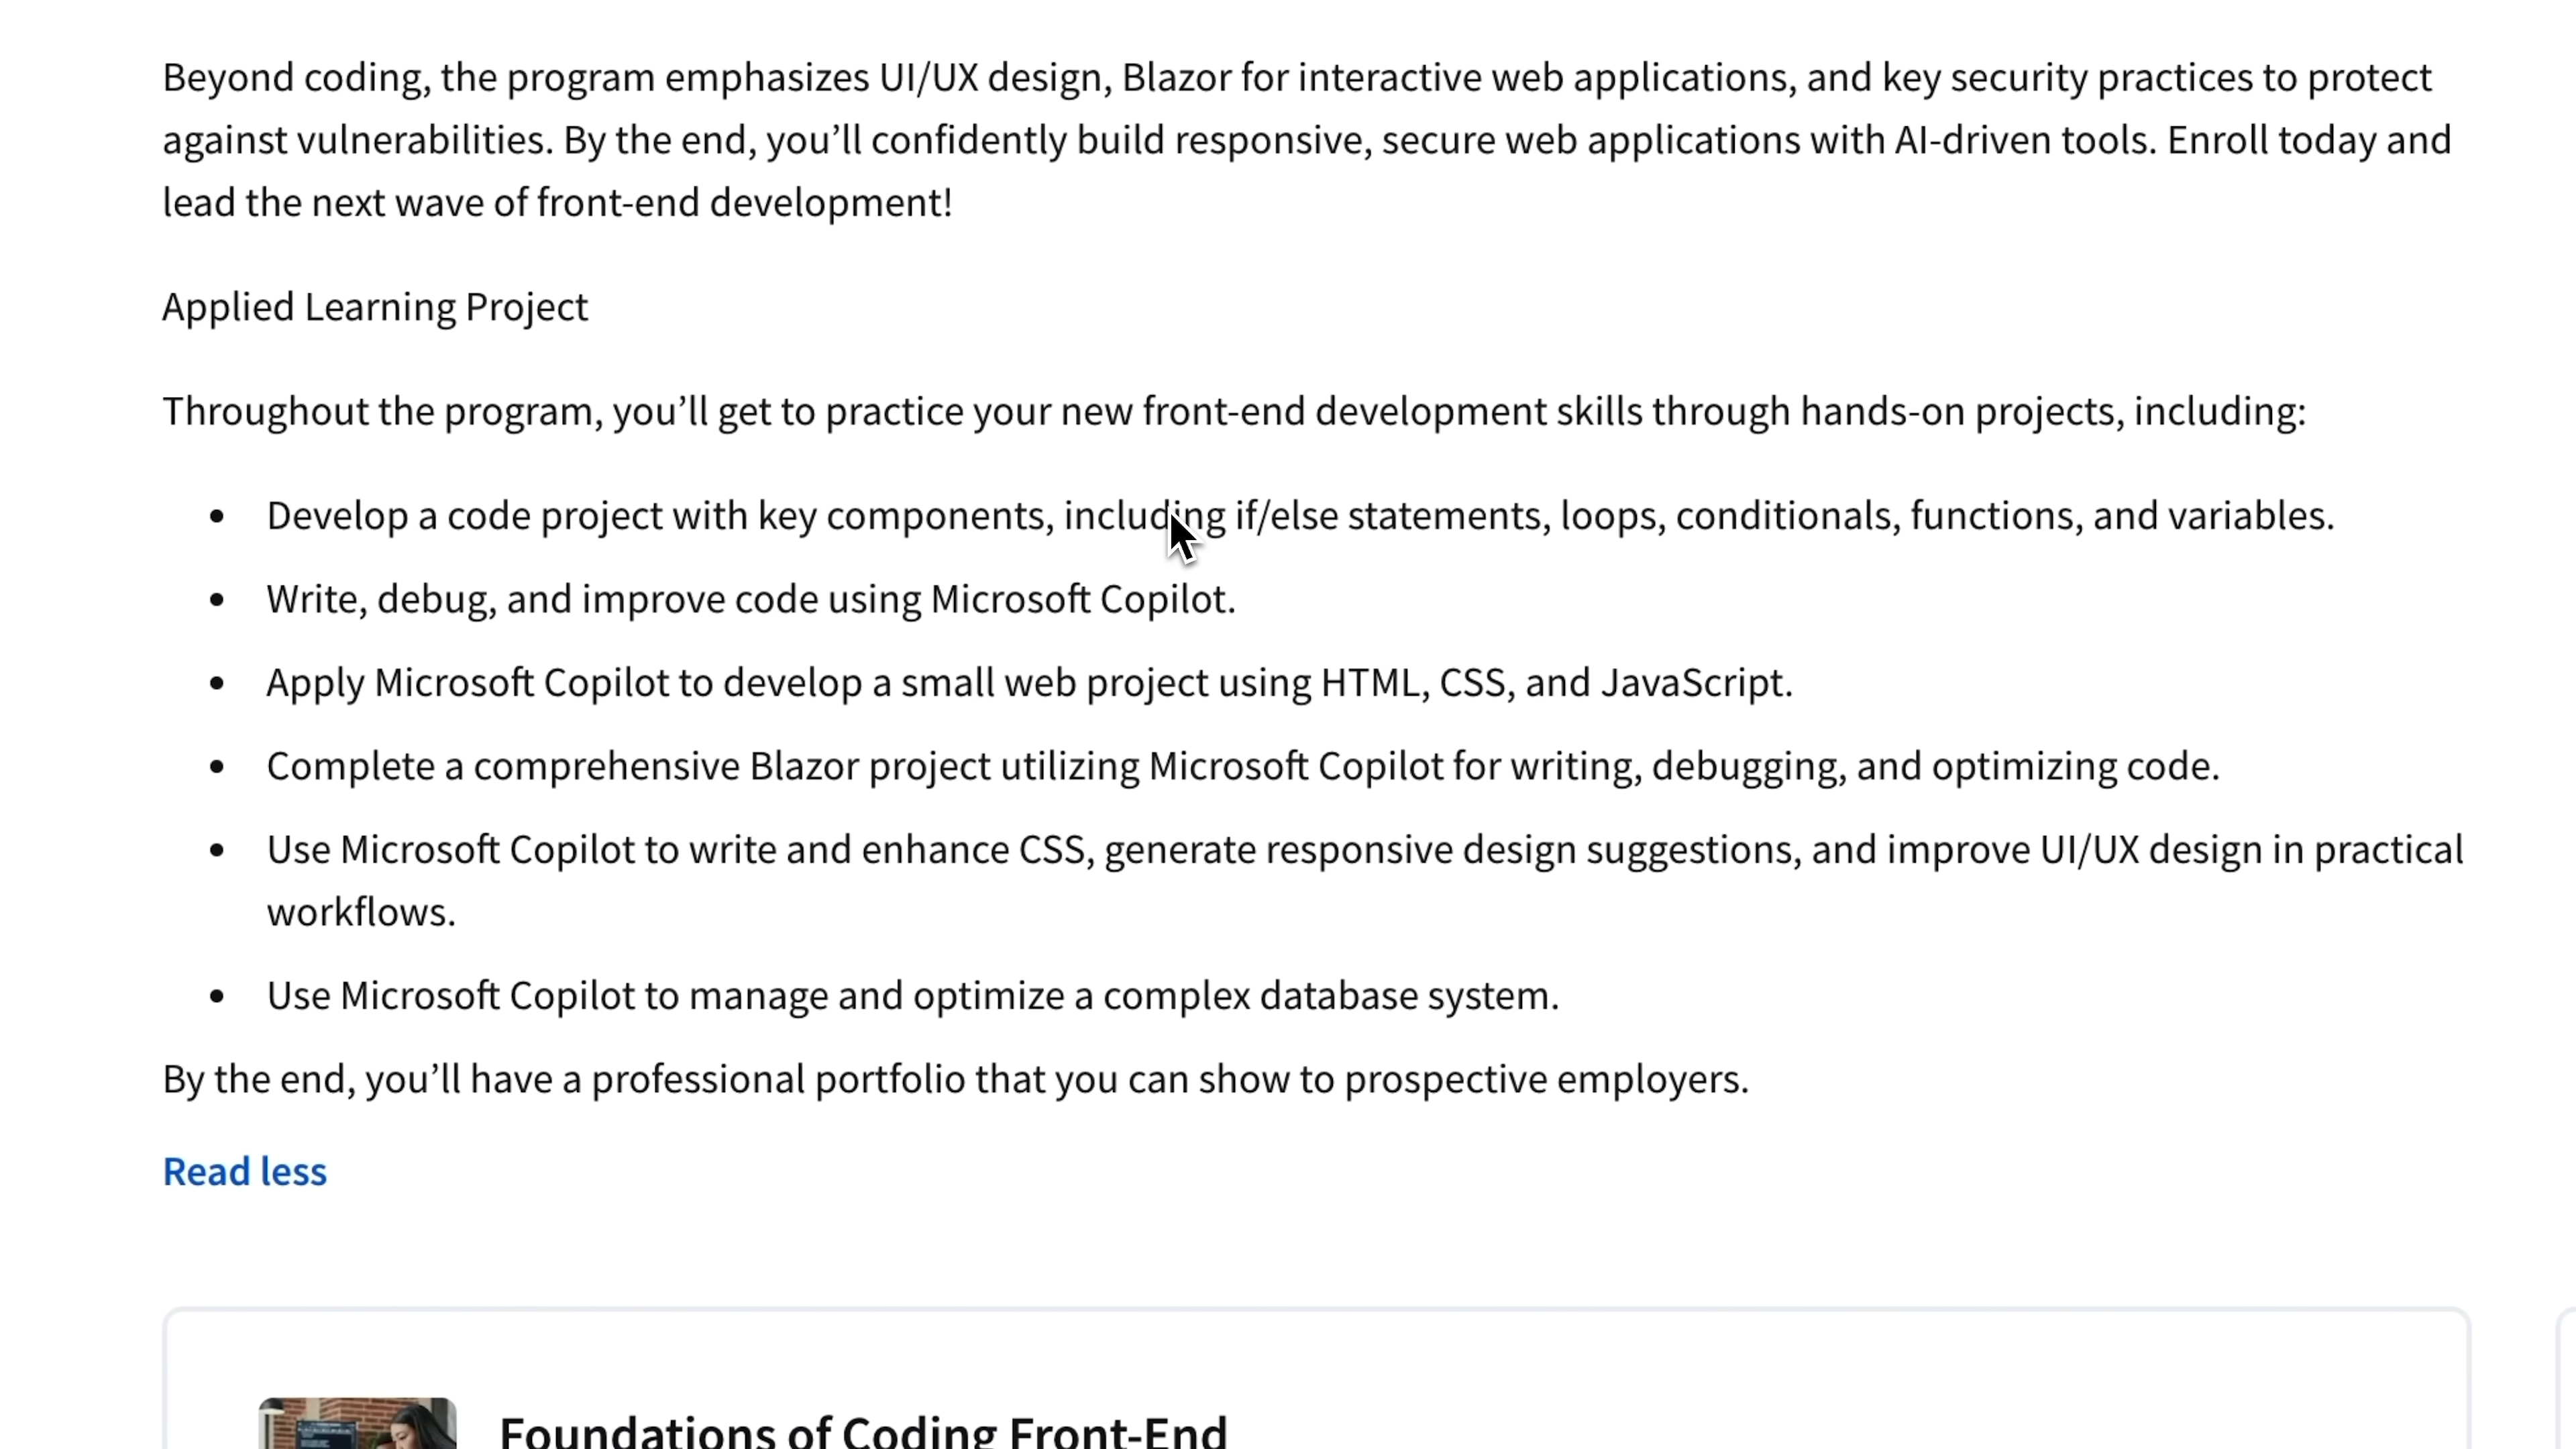 Beyond coding, the program emphasizes UI/UX design, Blazor for interactive web applications, and key security practices to protect
against vulnerabilities. By the end, you’ll confidently build responsive, secure web applications with AI-driven tools. Enroll today and
lead the next wave of front-end development!
Applied Learning Project
Throughout the program, you’ll get to practice your new front-end development skills through hands-on projects, including:
• Develop a code project with key components, including if/else statements, loops, conditionals, functions, and variables.
• Write, debug, and improve code using Microsoft Copilot.
• Apply Microsoft Copilot to develop a small web project using HTML, CSS, and JavaScript.
• Complete a comprehensive Blazor project utilizing Microsoft Copilot for writing, debugging, and optimizing code.
• Use Microsoft Copilot to write and enhance CSS, generate responsive design suggestions, and improve UI/UX design in practical
workflows.
• Use Microsoft Copilot to manage and optimize a complex database system.
By the end, you’ll have a professional portfolio that you can show to prospective employers.
Read less
Foundations of Coding Front-End